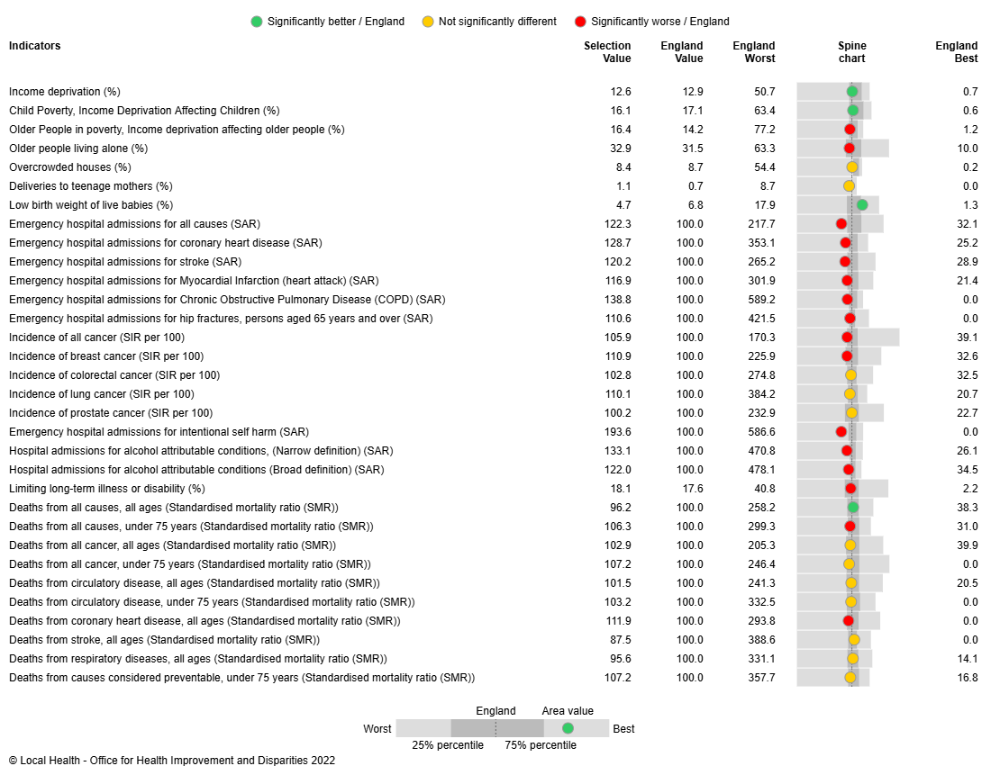 Significantly better / England Not significantly different Significantly worse / England
Indicators Selection Value England Value England Worst Spine chart England Best
Income deprivation (%) 12.6 12.9 50.7 0.7
Child Poverty, Income Deprivation Affecting Children (%) 16.1 17.1 63.4 0.6
Older People in poverty, Income deprivation affecting older people (%) 16.4 14.2 77.2 1.2
Older people living alone (%) 32.9 31.5 63.3 10.0
Overcrowded houses (%) 8.4 8.7 54.4 0.2
Deliveries to teenage mothers (%) 1.1 0.7 8.7 0.0
Low birth weight of live babies (%) 4.7 6.8 17.9 1.3
Emergency hospital admissions for all causes (SAR) 122.3 100.0 217.7 32.1
Emergency hospital admissions for coronary heart disease (SAR) 128.7 100.0 353.1 25.2
Emergency hospital admissions for stroke (SAR) 120.2 100.0 265.2 28.9
Emergency hospital admissions for Myocardial Infarction (heart attack) (SAR) 116.9 100.0 301.9 21.4
Emergency hospital admissions for Chronic Obstructive Pulmonary Disease (COPD) (SAR) 138.8 100.0 589.2 0.0
Emergency hospital admissions for hip fractures, persons aged 65 years and over (SAR) 110.6 100.0 421.5 0.0
Incidence of all cancer (SIR per 100) 105.9 100.0 170.3 39.1
Incidence of breast cancer (SIR per 100) 110.9 100.0 225.9 32.6
Incidence of colorectal cancer (SIR per 100) 102.8 100.0 274.8 32.5
Incidence of lung cancer (SIR per 100) 110.1 100.0 384.2 20.7
Incidence of prostate cancer (SIR per 100) 100.2 100.0 232.9 22.7
Emergency hospital admissions for intentional self harm (SAR) 193.6 100.0 586.6 0.0
Hospital admissions for alcohol attributable conditions, (Narrow definition) (SAR) 133.1 100.0 470.8 26.1
Hospital admissions for alcohol attributable conditions (Broad definition) (SAR) 122.0 100.0 478.1 34.5
Limiting long-term illness or disability (%) 18.1 17.6 40.8 2.2
Deaths from all causes, all ages (Standardised mortality ratio (SMR)) 96.2 100.0 258.2 38.3
Deaths from all causes, under 75 years (Standardised mortality ratio (SMR)) 106.3 100.0 299.3 31.0
Deaths from all cancer, all ages (Standardised mortality ratio (SMR)) 102.9 100.0 205.3 39.9
Deaths from all cancer, under 75 years (Standardised mortality ratio (SMR)) 107.2 100.0 246.4 0.0
Deaths from circulatory disease, all ages (Standardised mortality ratio (SMR)) 101.5 100.0 241.3 20.5
Deaths from circulatory disease, under 75 years (Standardised mortality ratio (SMR)) 103.2 100.0 332.5 0.0
Deaths from coronary heart disease, all ages (Standardised mortality ratio (SMR)) 111.9 100.0 293.8 0.0
Deaths from stroke, all ages (Standardised mortality ratio (SMR)) 87.5 100.0 388.6 0.0
Deaths from respiratory diseases, all ages (Standardised mortality ratio (SMR)) 95.6 100.0 331.1 14.1
Deaths from causes considered preventable, under 75 years (Standardised mortality ratio (SMR)) 107.2 100.0 357.7 16.8
England Area value
Worst Best
25% percentile 75% percentile
© Local Health - Office for Health Improvement and Disparities 2022